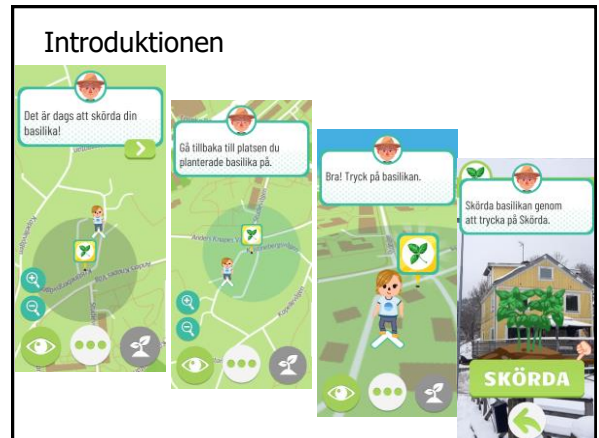 Introduktionen
Det är dags att skörda din
basilika!
Gå tillbaka till platsen du
planterade basilika på.
Bra! Tryck på basilikan.
Skörda basilikan genom
att trycka på Skörda.
SKÖRDA